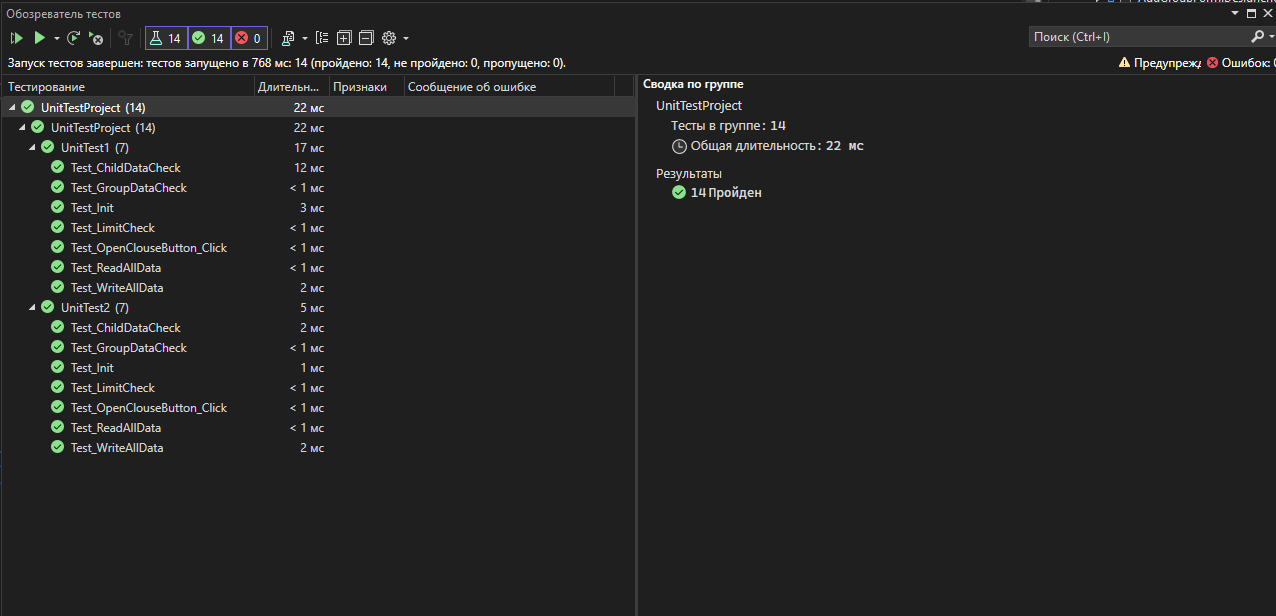 Обозреватель тестов
14 14 0
Поиск (Ctrl+I)
Запуск тестов завершен: тестов запущено в 768 мс: 14 (пройдено: 14, не пройдено: 0, пропущено: 0).
Предупрежд Ошибок: 0
Тестирование Длительн... Признаки Сообщение об ошибке
UnitTestProject (14) 22 мс
UnitTestProject (14) 22 мс
UnitTest1 (7) 17 мс
Test_ChildDataCheck 12 мс
Test_GroupDataCheck < 1 мс
Test_Init 3 мс
Test_LimitCheck < 1 мс
Test_OpenClouseButton_Click < 1 мс
Test_ReadAllData < 1 мс
Test_WriteAllData 2 мс
UnitTest2 (7) 5 мс
Test_ChildDataCheck 2 мс
Test_GroupDataCheck < 1 мс
Test_Init 1 мс
Test_LimitCheck < 1 мс
Test_OpenClouseButton_Click < 1 мс
Test_ReadAllData < 1 мс
Test_WriteAllData 2 мс
Сводка по группе
UnitTestProject
Тесты в группе: 14
Общая длительность: 22 мс
Результаты
14 Пройден